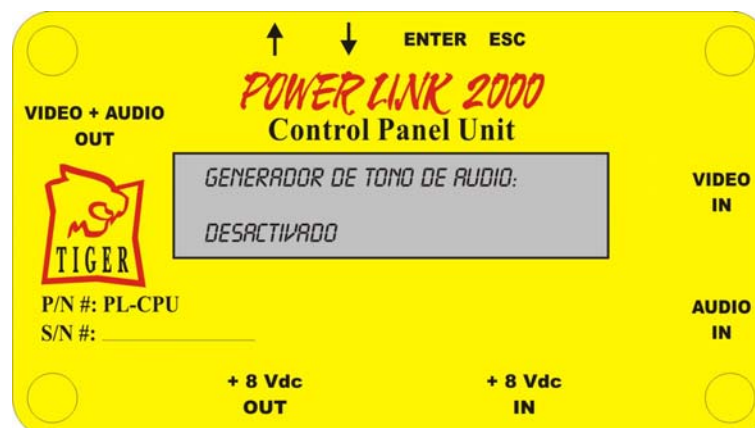 ↑ ↓ ENTER ESC
POWER LINK 2000
Control Panel Unit
VIDEO + AUDIO
OUT
GENERADOR DE TONO DE AUDIO:
DESACTIVADO
VIDEO
IN
TIGER
P/N #: PL-CPU
S/N #:
AUDIO
IN
+ 8 Vdc
OUT
+ 8 Vdc
IN